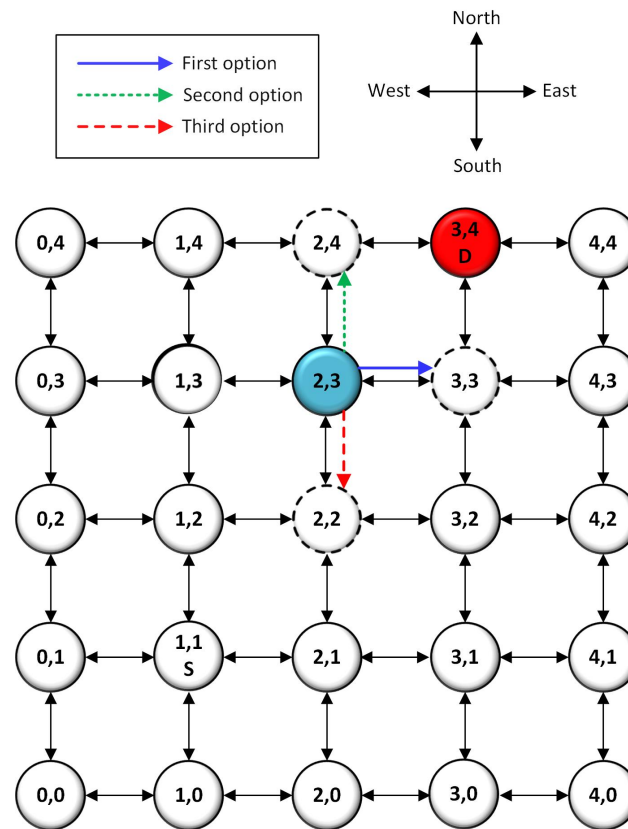 First option
Second option
Third option
North
West
East
South
0,4
1,4
2,4
3,4
D
4,4
0,3
1,3
2,3
3,3
4,3
0,2
1,2
2,2
3,2
4,2
0,1
1,1
S
2,1
3,1
4,1
0,0
1,0
2,0
3,0
4,0